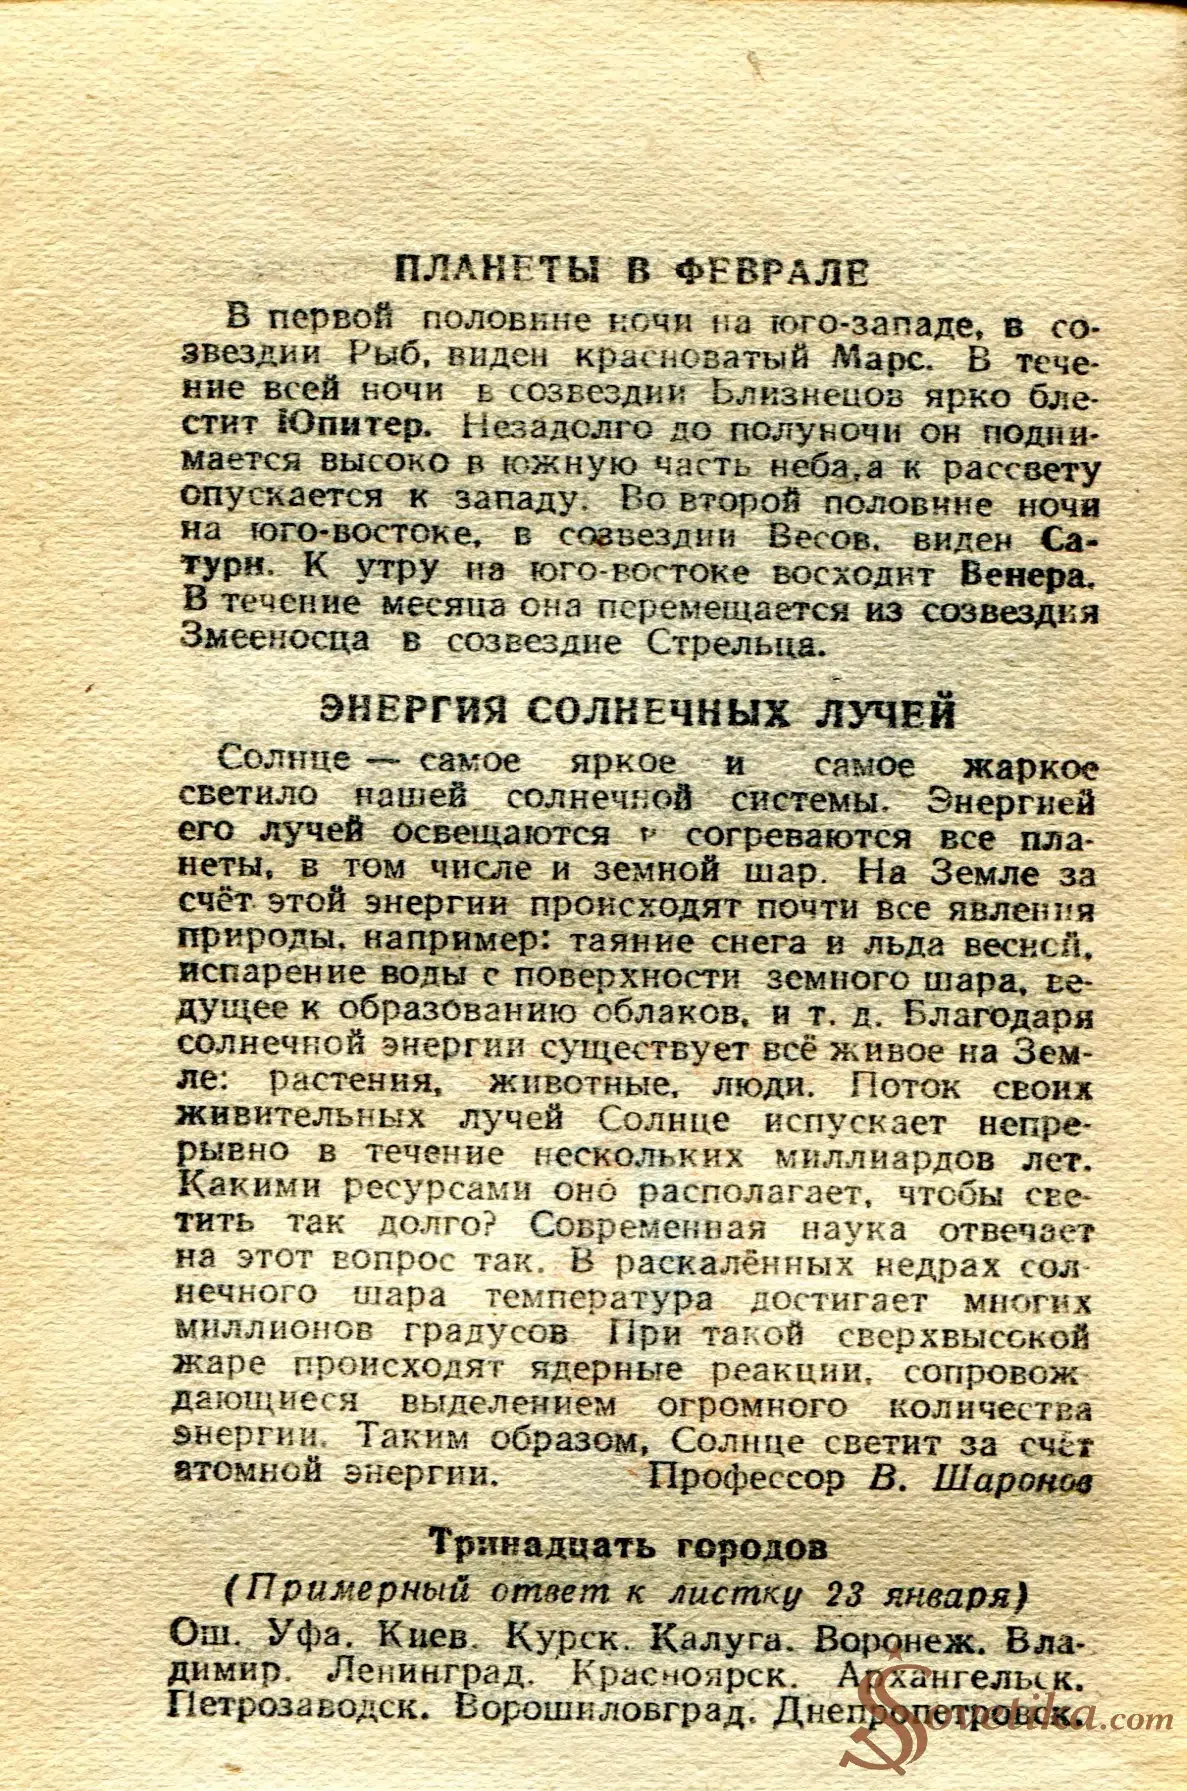 ПЛАНЕТЫ В ФЕВРАЛЕ
В первой половине ночи на юго-западе, в со-
звездии Рыб, виден красноватый Марс. В тече-
ние всей ночи в созвездии Близнецов ярко бле-
стит Юпитер. Незадолго до полуночи он подни-
мается высоко в южную часть неба, а к рассвету
опускается к западу. Во второй половине ночи
на юго-востоке, в созвездии Весов, виден Са-
турн. К утру на юго-востоке восходит Венера.
В течение месяца она перемещается из созвездия
Змееносца в созвездие Стрельца.
ЭНЕРГИЯ СОЛНЕЧНЫХ ЛУЧЕЙ
Солнце — самое яркое и самое жаркое
светило нашей солнечной системы. Энергией
его лучей освещаются и согреваются все пла-
неты, в том числе и земной шар. На Земле за
счёт этой энергии происходят почти все явления
природы, например: таяние снега и льда весной,
испарение воды с поверхности земного шара, ве-
дущее к образованию облаков, и т. д. Благодаря
солнечной энергии существует всё живое на Зем-
ле: растения, животные, люди. Поток своих
живительных лучей Солнце испускает непре-
рывно в течение нескольких миллиардов лет.
Какими ресурсами оно располагает, чтобы све-
тить так долго? Современная наука отвечает
на этот вопрос так. В раскалённых недрах сол-
нечного шара температура достигает многих
миллионов градусов. При такой сверхвысокой
жаре происходят ядерные реакции, сопровож-
дающиеся выделением огромного количества
энергии. Таким образом, Солнце светит за счёт
атомной энергии. Профессор В. Шаронов
Тринадцать городов
(Примерный ответ к листку 23 января)
Ош. Уфа. Киев. Курск. Калуга. Воронеж. Вла-
димир. Ленинград. Красноярск. Архангельск.
Петрозаводск. Ворошиловград. Днепропетровск.
Sovetika.com